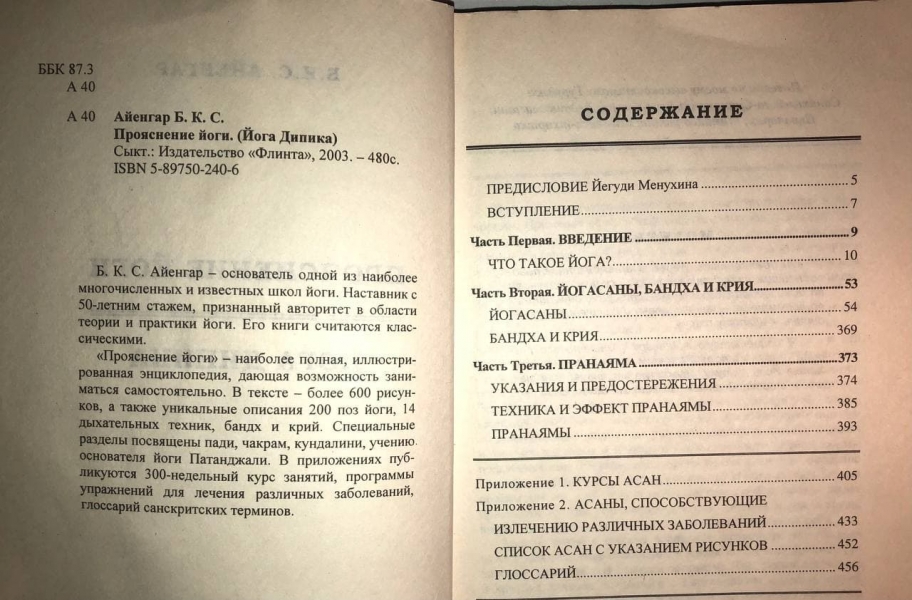 ББК 87.3
А 40
А 40 Айенгар Б. К. С.
Прояснение йоги. (Йога Дипика)
Сыкт.: Издательство «Флинта», 2003. – 480с.
ISBN 5-89750-240-6
Б. К. С. Айенгар – основатель одной из наиболее
многочисленных и известных школ йоги. Наставник с
50-летним стажем, признанный авторитет в области
теории и практики йоги. Его книги считаются клас-
сическими.
«Прояснение йоги» – наиболее полная, иллюстри-
рованная энциклопедия, дающая возможность зани-
маться самостоятельно. В тексте – более 600 рисун-
ков, а также уникальные описания 200 поз йоги, 14
дыхательных техник, бандх и крий. Специальные
разделы посвящены пади, чакрам, кундалини, учению
основателя йоги Патанджали. В приложениях пуб-
ликуются 300-недельный курс занятий, программы
упражнений для лечения различных заболеваний,
глоссарий санскритских терминов.
СОДЕРЖАНИЕ
ПРЕДИСЛОВИЕ Йегуди Менухина ... 5
ВСТУПЛЕНИЕ ... 7
Часть Первая. ВВЕДЕНИЕ ... 9
ЧТО ТАКОЕ ЙОГА? ... 10
Часть Вторая. ЙОГАСАНЫ, БАНДХА И КРИЯ ... 53
ЙОГАСАНЫ ... 54
БАНДХА И КРИЯ ... 369
Часть Третья. ПРАНАЯМА ... 373
УКАЗАНИЯ И ПРЕДОСТЕРЕЖЕНИЯ ... 374
ТЕХНИКА И ЭФФЕКТ ПРАНАЯМЫ ... 385
ПРАНАЯМЫ ... 393
Приложение 1. КУРСЫ АСАН ... 405
Приложение 2. АСАНЫ, СПОСОБСТВУЮЩИЕ
ИЗЛЕЧЕНИЮ РАЗЛИЧНЫХ ЗАБОЛЕВАНИЙ ... 433
СПИСОК АСАН С УКАЗАНИЕМ РИСУНКОВ ... 452
ГЛОССАРИЙ ... 456